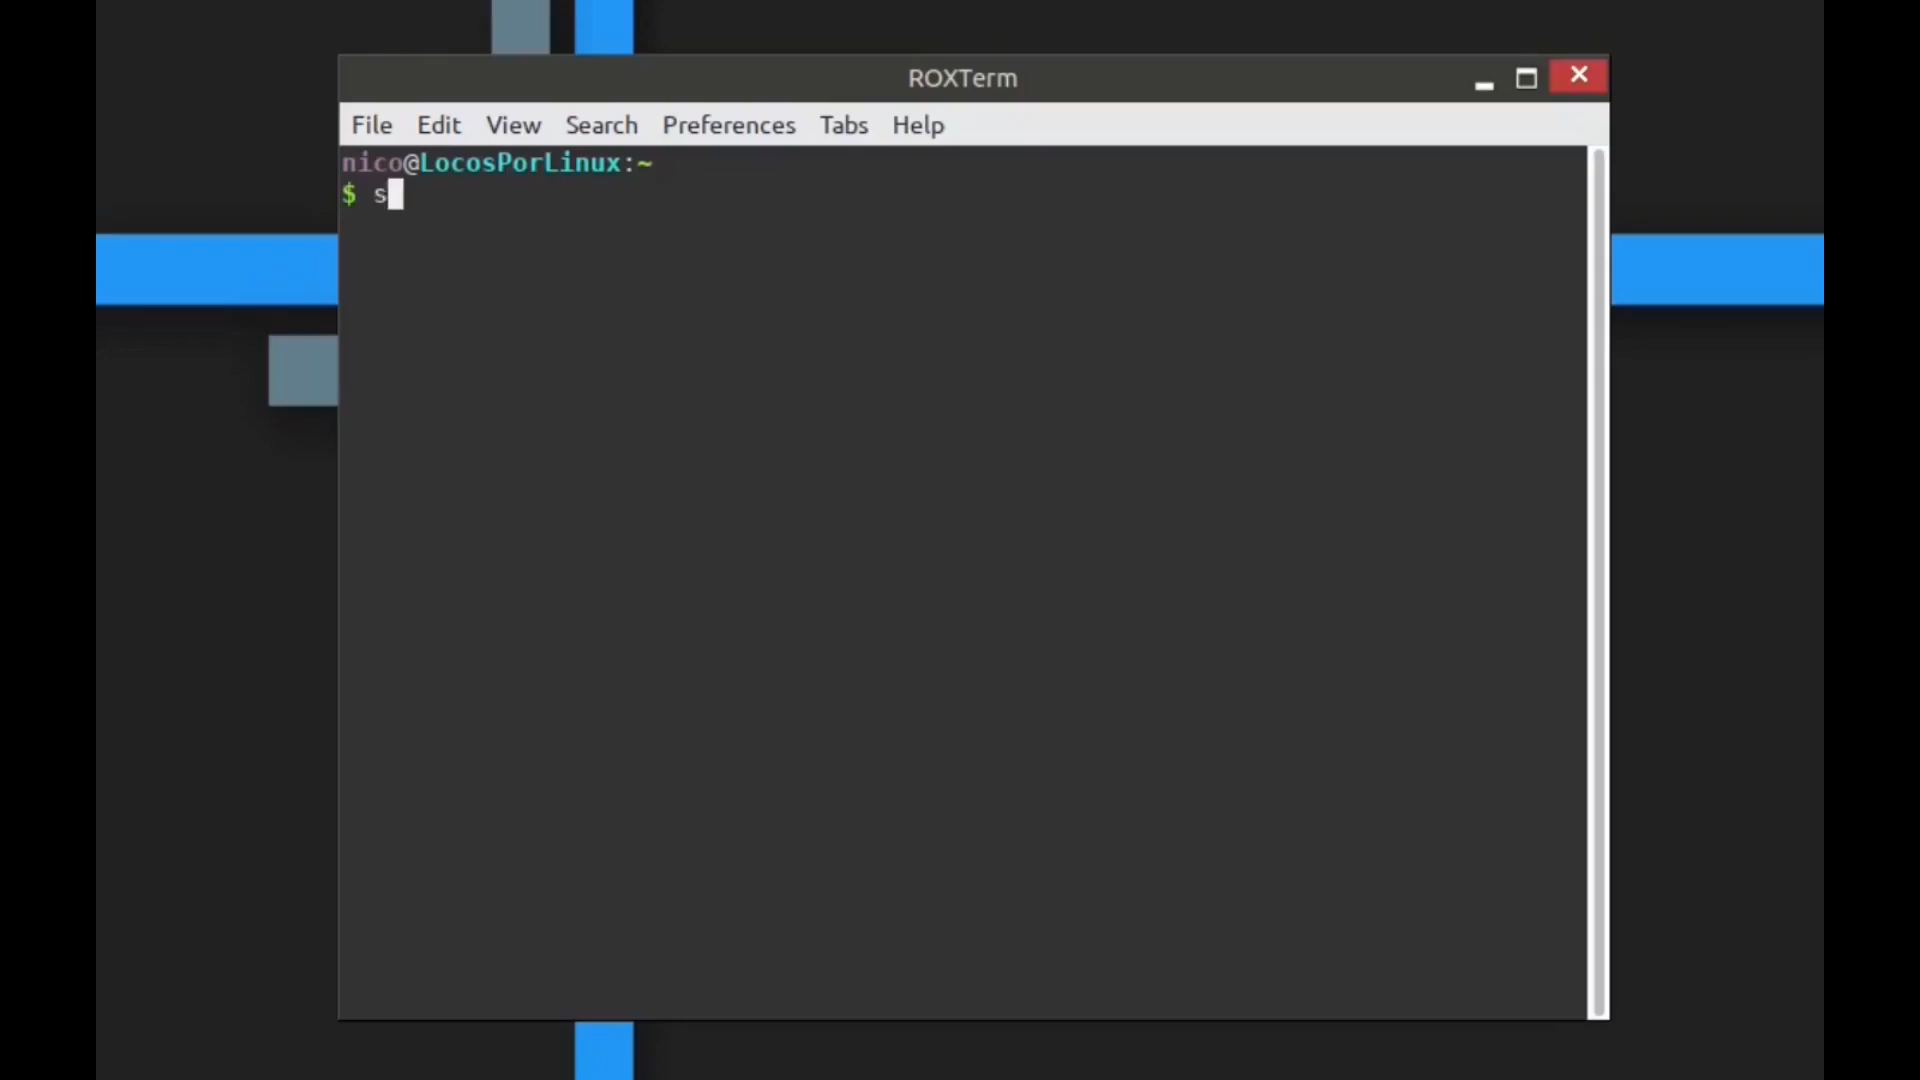 ROXTerm
File Edit View Search Preferences Tabs Help
nico@LocosPorLinux:~
$ s